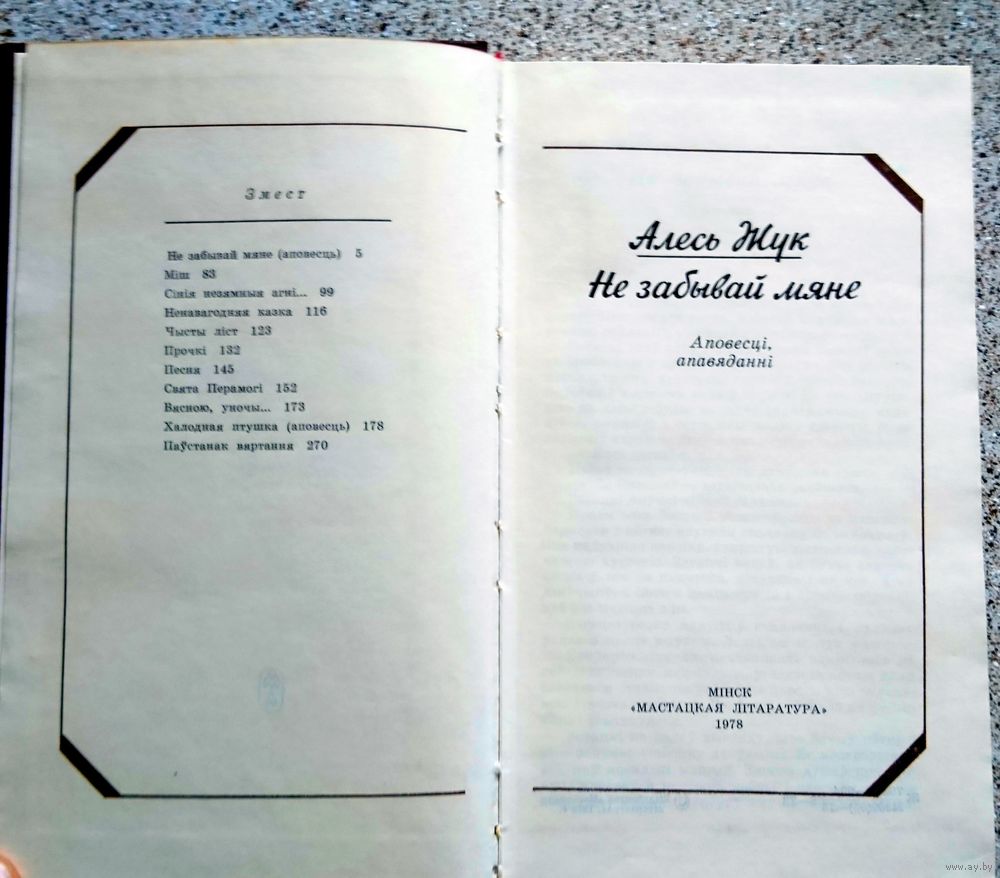 Змест
Не забывай мяне (аповесць) 5
Міш 83
Сінія незямныя агні... 99
Ненавагодняя казка 116
Чысты ліст 123
Прочкі 132
Песня 145
Свята Перамогі 152
Вясною, уночы... 173
Халодная птушка (аповесць) 178
Паўстанак вяртання 270
Алесь Жук
Не забывай мяне
Аповесці,
апавяданні
МІНСК
«МАСТАЦКАЯ ЛІТАРАТУРА»
1978
www.ay.by